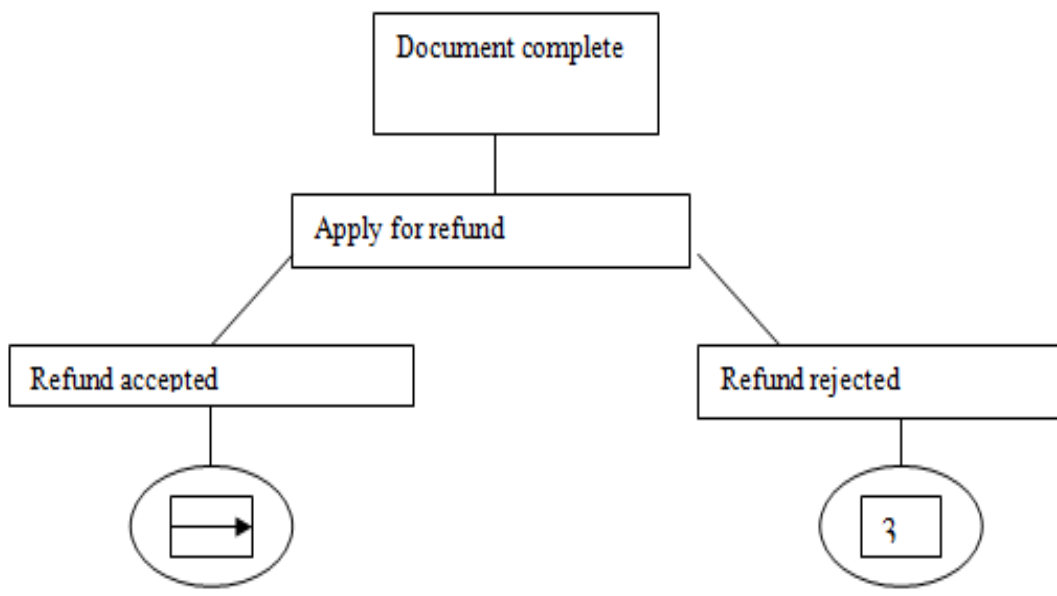 Document complete
Apply for refund
Refund accepted
Refund rejected
3